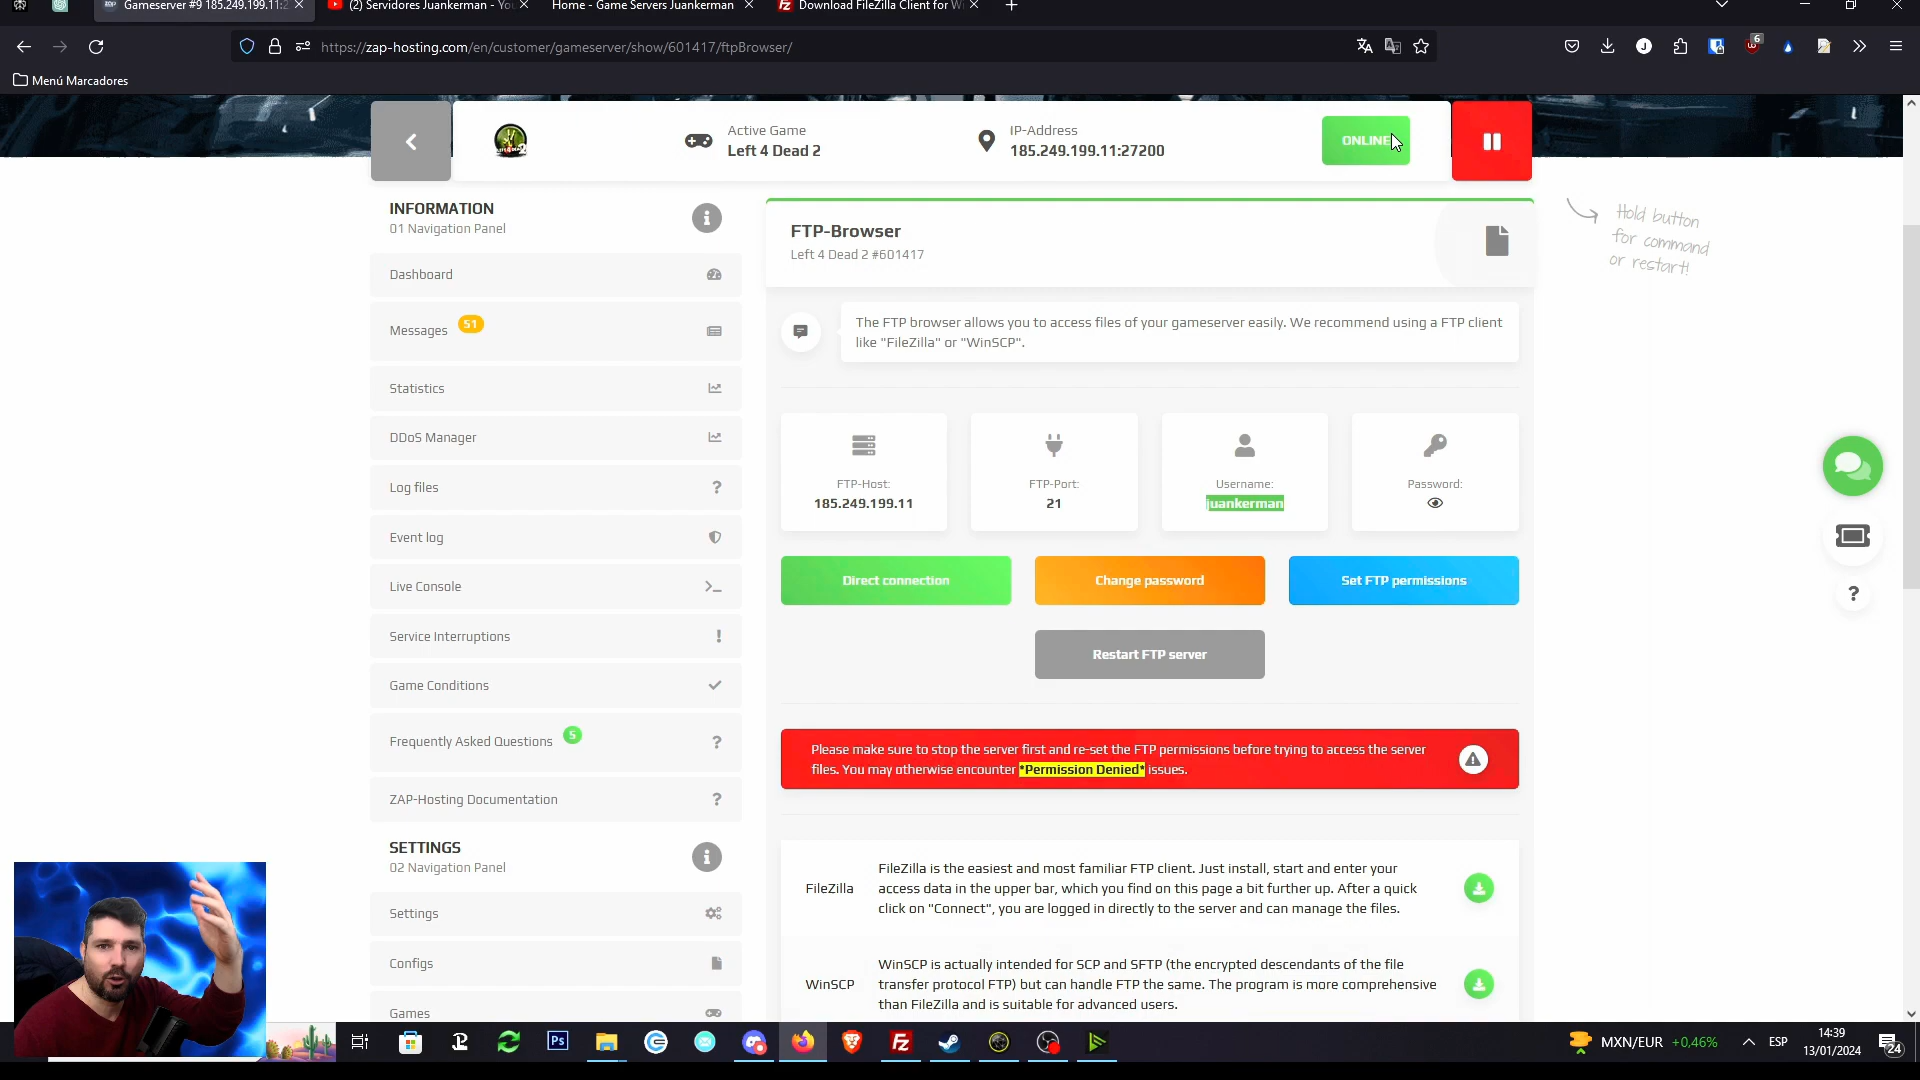 Gameserver #9 185.249.199.11:2
(2) Servidores Juankerman - You
Home - Game Servers Juankerman
Download FileZilla Client for W
https://zap-hosting.com/en/customer/gameserver/show/601417/ftpBrowser/
6
Menú Marcadores
Active Game
Left 4 Dead 2
IP-Address
185.249.199.11:27200
ONLINE
Hold button
for command
or restart!
INFORMATION
01 Navigation Panel
Dashboard
Messages 51
Statistics
DDoS Manager
Log files
Event log
Live Console
Service Interruptions
Game Conditions
Frequently Asked Questions 5
ZAP-Hosting Documentation
SETTINGS
02 Navigation Panel
Settings
Configs
Games
FTP-Browser
Left 4 Dead 2 #601417
The FTP browser allows you to access files of your gameserver easily. We recommend using a FTP client
like "FileZilla" or "WinSCP".
FTP-Host:
185.249.199.11
FTP-Port:
21
Username:
juankerman
Password:
Direct connection
Change password
Set FTP permissions
Restart FTP server
Please make sure to stop the server first and re-set the FTP permissions before trying to access the server
files. You may otherwise encounter *Permission Denied* issues.
FileZilla
FileZilla is the easiest and most familiar FTP client. Just install, start and enter your
access data in the upper bar, which you find on this page a bit further up. After a quick
click on "Connect", you are logged in directly to the server and can manage the files.
WinSCP
WinSCP is actually intended for SCP and SFTP (the encrypted descendants of the file
transfer protocol FTP) but can handle FTP the same. The program is more comprehensive
than FileZilla and is suitable for advanced users.
MXN/EUR +0,46%
ESP
14:39
13/01/2024
24